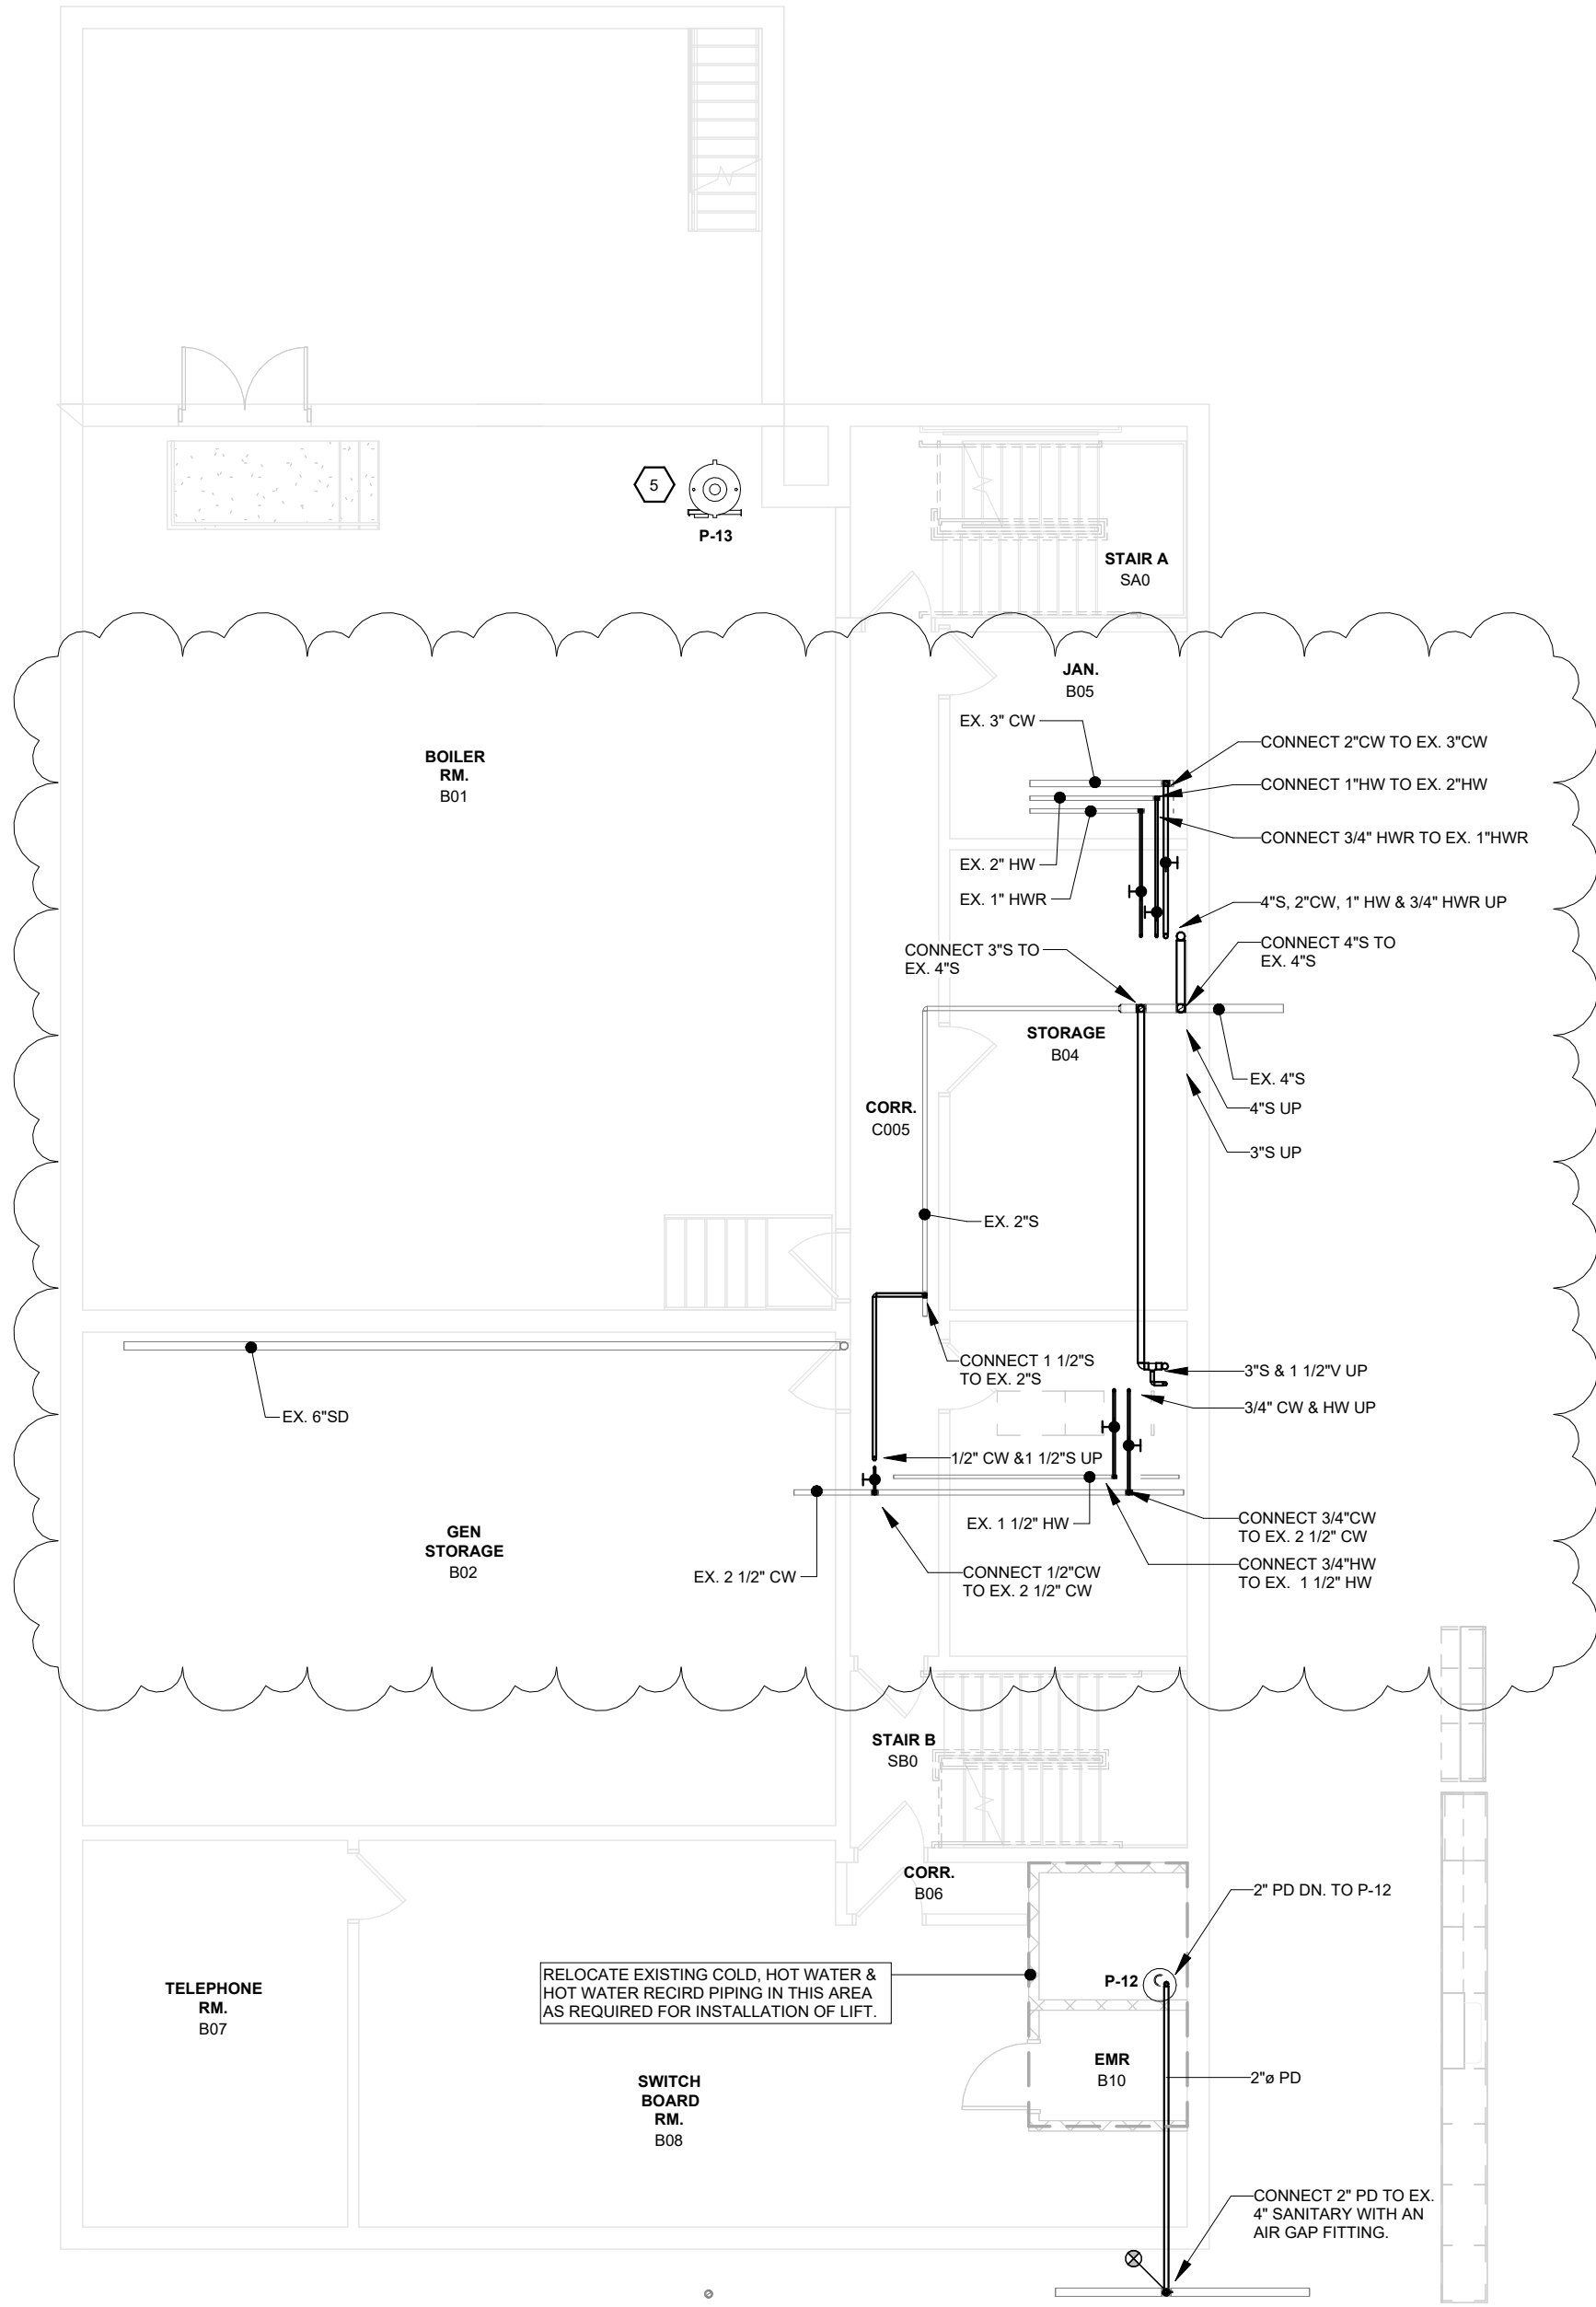 5
P-13
STAIR A
SA0
JAN.
B05
EX. 3" CW
CONNECT 2"CW TO EX. 3"CW
BOILER
RM.
B01
CONNECT 1"HW TO EX. 2"HW
CONNECT 3/4" HWR TO EX. 1"HWR
EX. 2" HW
EX. 1" HWR
4"S, 2"CW, 1" HW & 3/4" HWR UP
CONNECT 3"S TO
EX. 4"S
CONNECT 4"S TO
EX. 4"S
STORAGE
B04
EX. 4"S
4"S UP
CORR.
C005
3"S UP
EX. 2"S
CONNECT 1 1/2"S
TO EX. 2"S
3"S & 1 1/2"V UP
3/4" CW & HW UP
EX. 6"SD
1/2" CW &1 1/2"S UP
EX. 1 1/2" HW
CONNECT 3/4"CW
TO EX. 2 1/2" CW
GEN
STORAGE
B02
CONNECT 3/4"HW
TO EX.  1 1/2" HW
EX. 2 1/2" CW
CONNECT 1/2"CW
TO EX. 2 1/2" CW
STAIR B
SB0
CORR.
B06
2" PD DN. TO P-12
RELOCATE EXISTING COLD, HOT WATER &
HOT WATER RECIRD PIPING IN THIS AREA
AS REQUIRED FOR INSTALLATION OF LIFT.
P-12
TELEPHONE
RM.
B07
EMR
B10
2"ø PD
SWITCH
BOARD
RM.
B08
CONNECT 2" PD TO EX.
4" SANITARY WITH AN
AIR GAP FITTING.